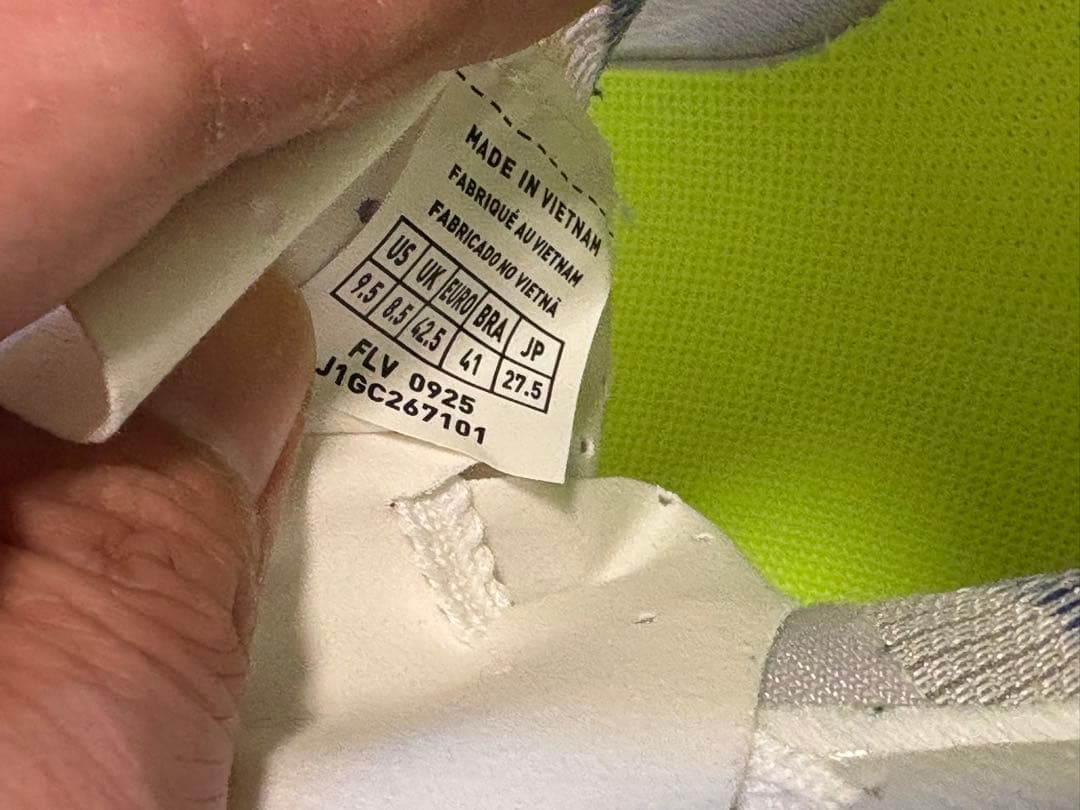 MADE IN VIETNAM
FABRIQUÉ AU VIETNAM
FABRICADO NO VIETNÃ
US UK EURO BRA JP
9.5 8.5 42.5 41 27.5
FLV 0925
J1GC267101